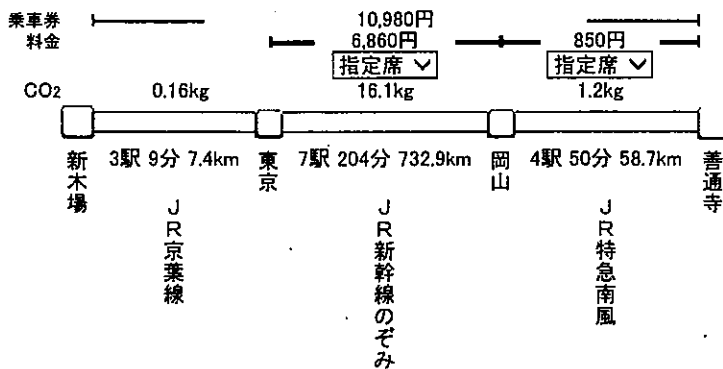 乗車券 10,980円
料金 6,860円 850円
指定席 指定席
CO2 0.16kg 16.1kg 1.2kg
3駅 9分 7.4km 7駅 204分 732.9km 4駅 50分 58.7km
新木場 東京 岡山 善通寺
JR京葉線 JR新幹線のぞみ JR特急南風